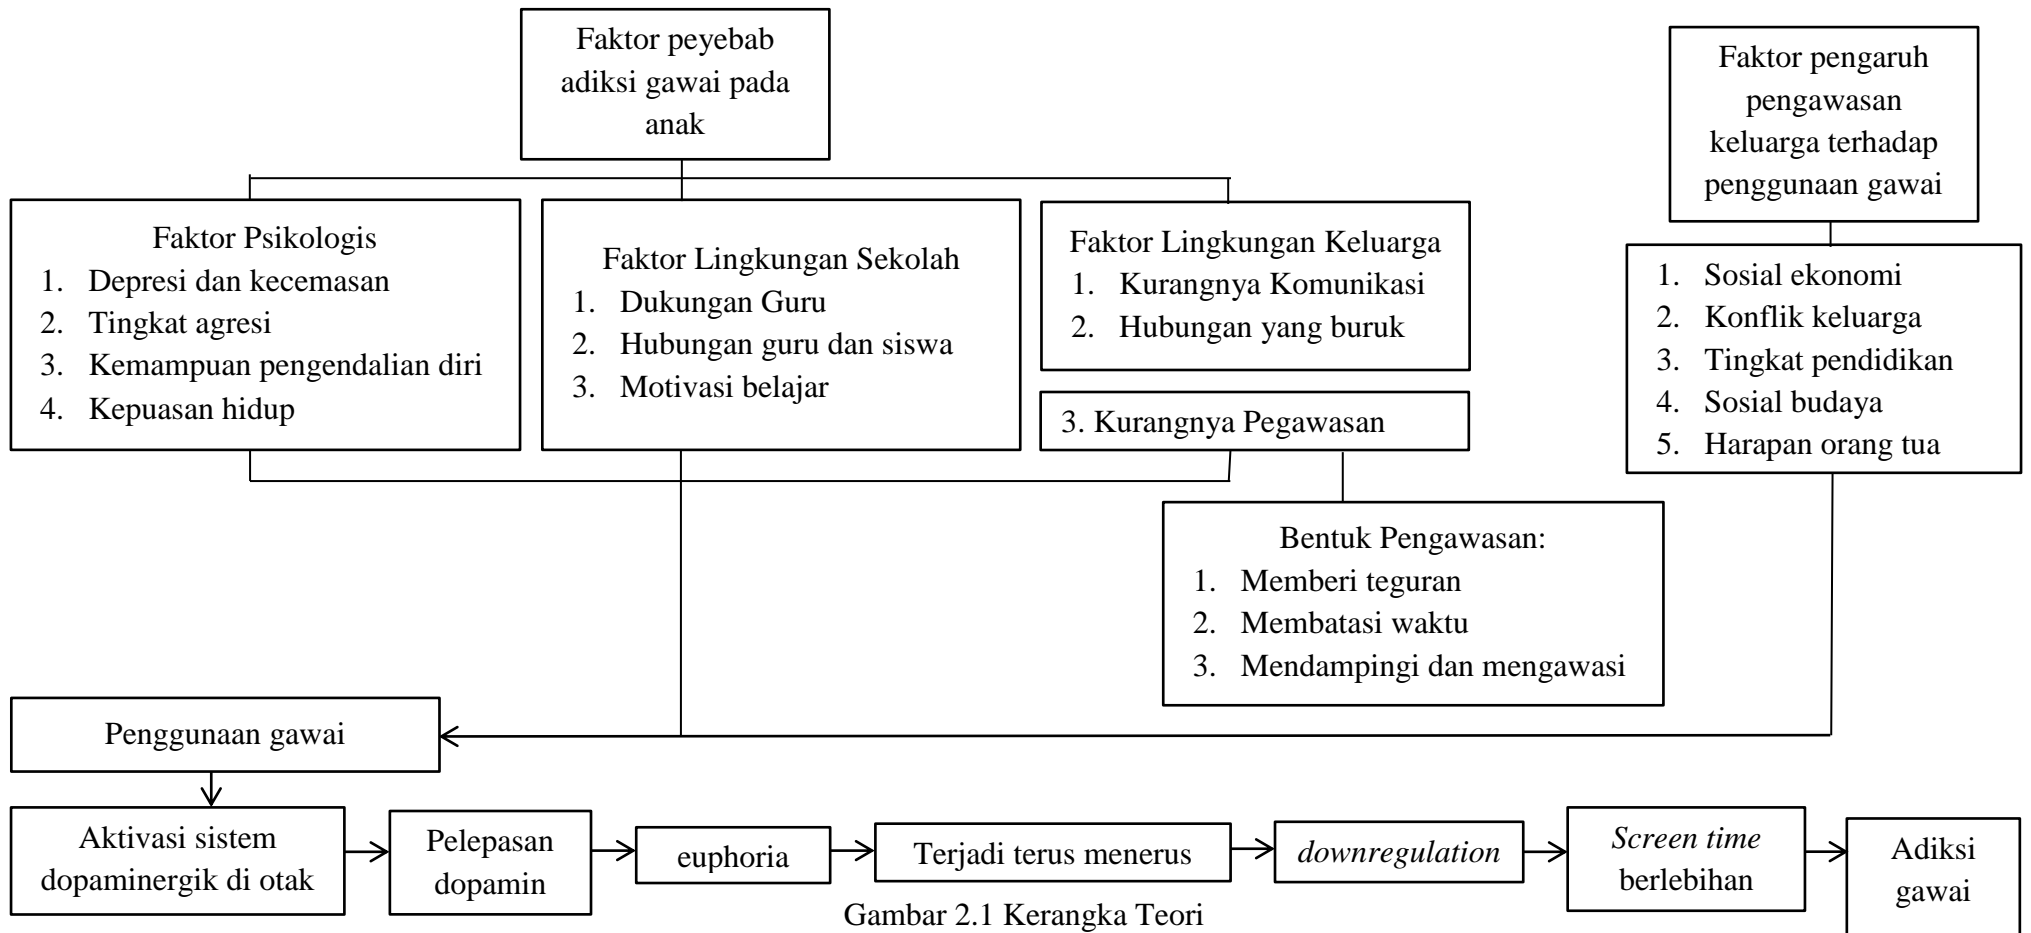 Faktor peyebab
adiksi gawai pada
anak
Faktor pengaruh
pengawasan
keluarga terhadap
penggunaan gawai
Faktor Psikologis
1. Depresi dan kecemasan
2. Tingkat agresi
3. Kemampuan pengendalian diri
4. Kepuasan hidup
Faktor Lingkungan Sekolah
1. Dukungan Guru
2. Hubungan guru dan siswa
3. Motivasi belajar
Faktor Lingkungan Keluarga
1. Kurangnya Komunikasi
2. Hubungan yang buruk
3. Kurangnya Pegawasan
1. Sosial ekonomi
2. Konflik keluarga
3. Tingkat pendidikan
4. Sosial budaya
5. Harapan orang tua
Bentuk Pengawasan:
1. Memberi teguran
2. Membatasi waktu
3. Mendampingi dan mengawasi
Penggunaan gawai
Aktivasi sistem
dopaminergik di otak
Pelepasan
dopamin
euphoria
Terjadi terus menerus
downregulation
Screen time
berlebihan
Adiksi
gawai
Gambar 2.1 Kerangka Teori